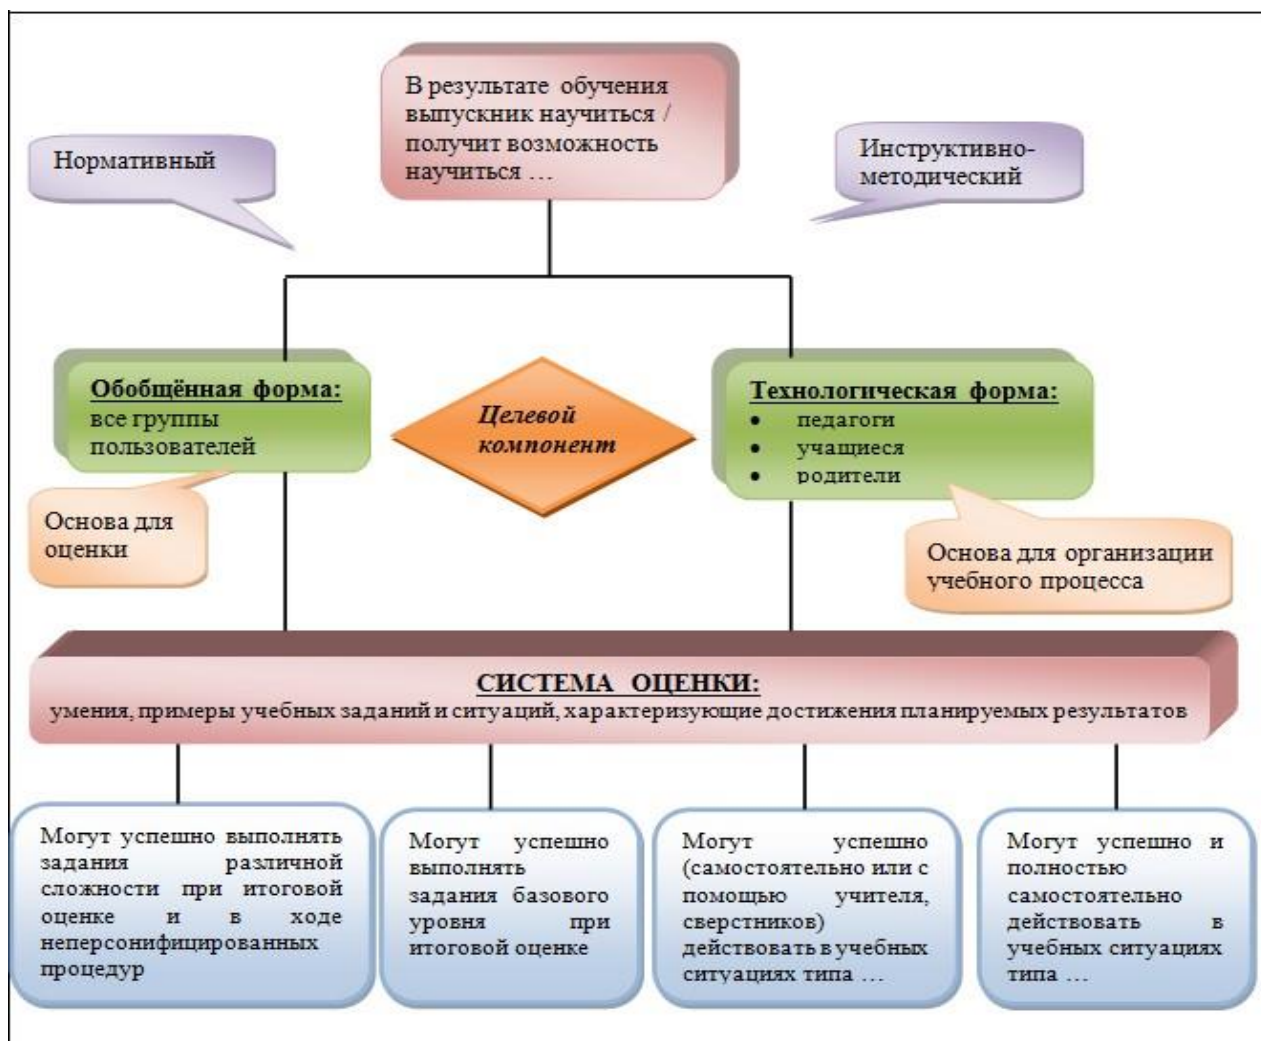 В результате обучения
выпускник научиться /
получит возможность
научиться ...
Нормативный
Инструктивно-
методический
Обобщённая форма:
все группы
пользователей
Целевой
компонент
Технологическая форма:
• педагоги
• учащиеся
• родители
Основа для
оценки
Основа для организации
учебного процесса
СИСТЕМА ОЦЕНКИ:
умения, примеры учебных заданий и ситуаций, характеризующие достижения планируемых результатов
Могут успешно выполнять
задания различной
сложности при итоговой
оценке и в ходе
неперсонифицированных
процедур
Могут успешно
выполнять
задания базового
уровня при
итоговой оценке
Могут успешно
(самостоятельно или с
помощью учителя,
сверстников)
действовать в учебных
ситуациях типа ...
Могут успешно и
полностью
самостоятельно
действовать в
учебных ситуациях
типа ...